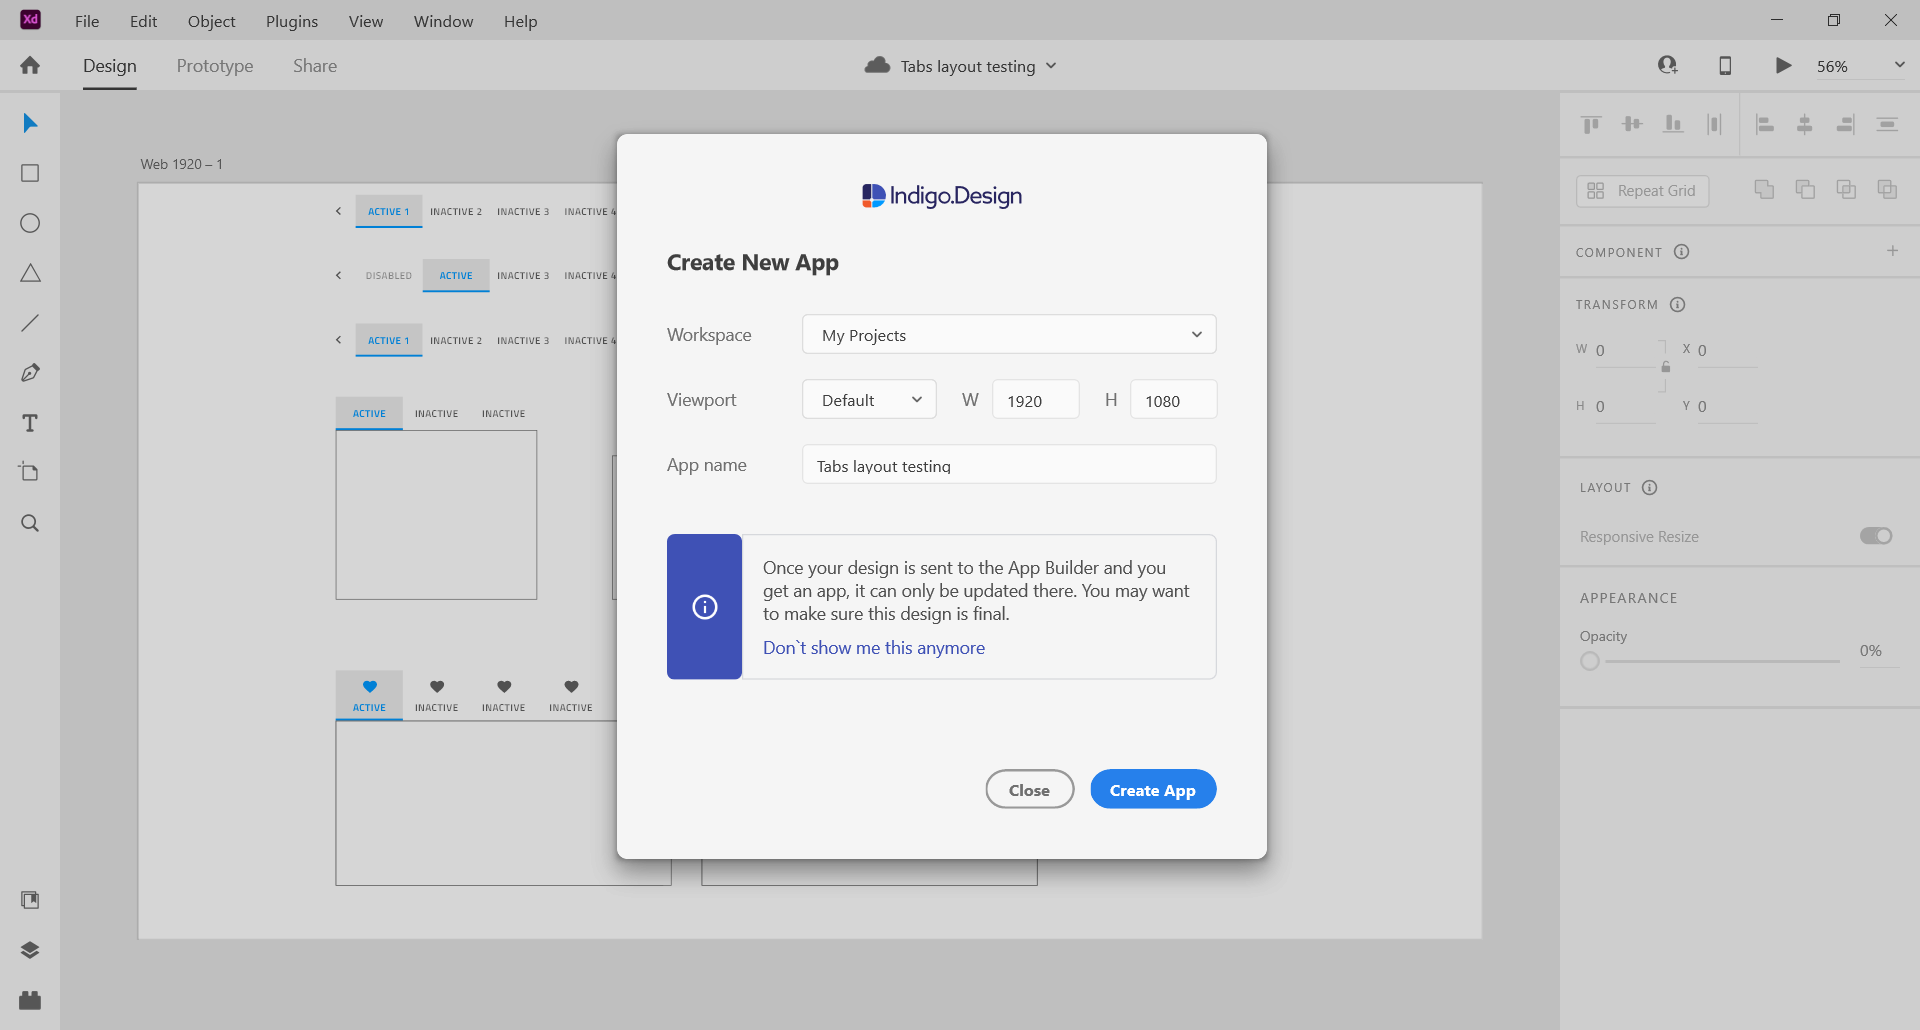 Xd File Edit Object Plugins View Window Help
Design Prototype Share Tabs layout testing 56%
Web 1920 – 1
ACTIVE 1 INACTIVE 2 INACTIVE 3 INACTIVE 4
DISABLED ACTIVE INACTIVE 3 INACTIVE 4
ACTIVE 1 INACTIVE 2 INACTIVE 3 INACTIVE 4
ACTIVE INACTIVE INACTIVE
ACTIVE INACTIVE INACTIVE INACTIVE
Indigo.Design
Create New App
Workspace My Projects
Viewport Default W 1920 H 1080
App name Tabs layout testing
Once your design is sent to the App Builder and you
get an app, it can only be updated there. You may want
to make sure this design is final.
Don`t show me this anymore
Close Create App
Repeat Grid
COMPONENT
TRANSFORM
W 0 X 0
H 0 Y 0
LAYOUT
Responsive Resize
APPEARANCE
Opacity
0%